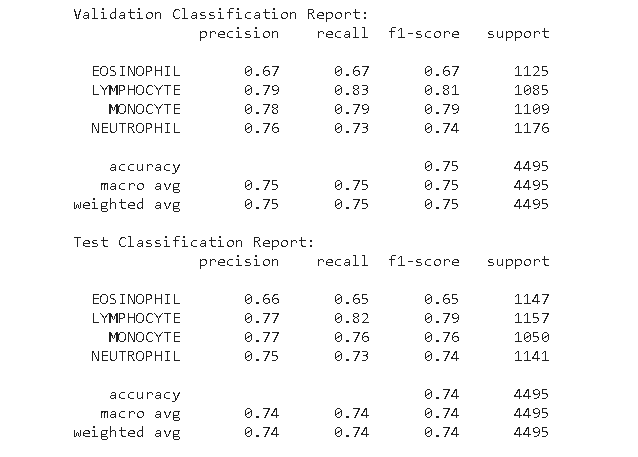 Validation Classification Report:
precision recall f1-score support
EOSINOPHIL 0.67 0.67 0.67 1125
LYMPHOCYTE 0.79 0.83 0.81 1085
MONOCYTE 0.78 0.79 0.79 1109
NEUTROPHIL 0.76 0.73 0.74 1176
accuracy 0.75 4495
macro avg 0.75 0.75 0.75 4495
weighted avg 0.75 0.75 0.75 4495
Test Classification Report:
precision recall f1-score support
EOSINOPHIL 0.66 0.65 0.65 1147
LYMPHOCYTE 0.77 0.82 0.79 1157
MONOCYTE 0.77 0.76 0.76 1050
NEUTROPHIL 0.75 0.73 0.74 1141
accuracy 0.74 4495
macro avg 0.74 0.74 0.74 4495
weighted avg 0.74 0.74 0.74 4495